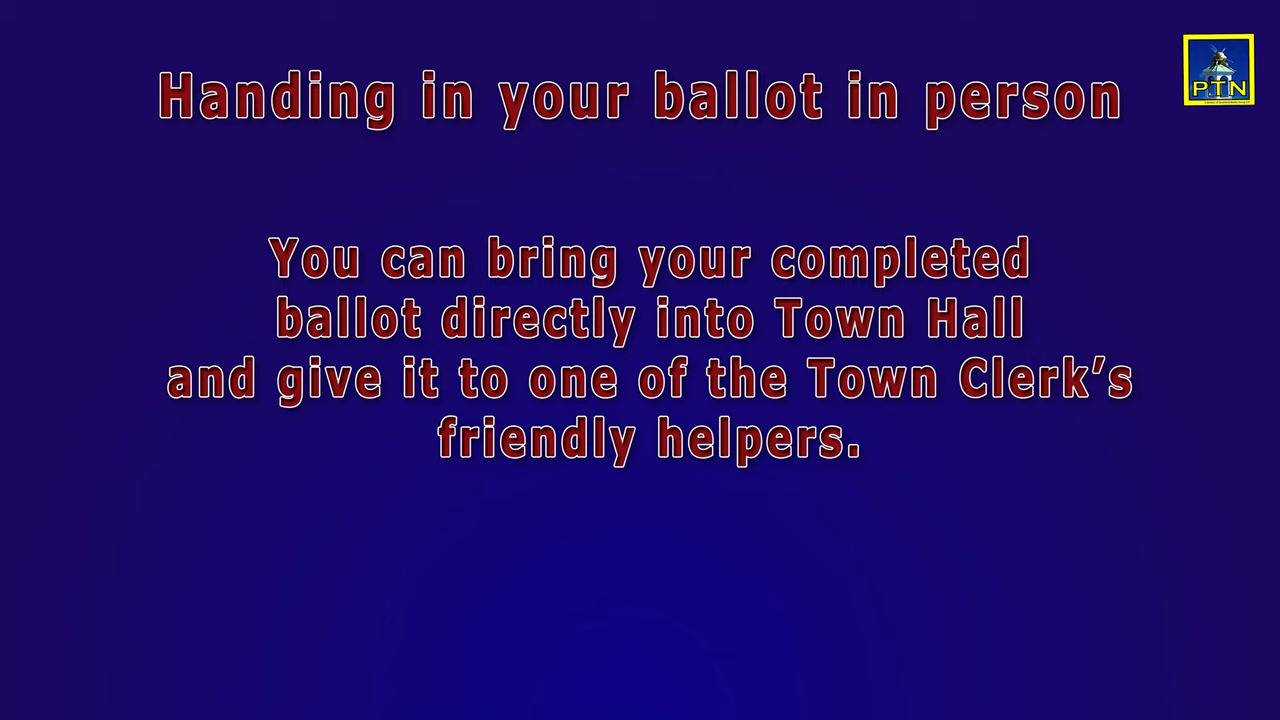 Handing in your ballot in person
P.T.N
You can bring your completed
ballot directly into Town Hall
and give it to one of the Town Clerk’s
friendly helpers.